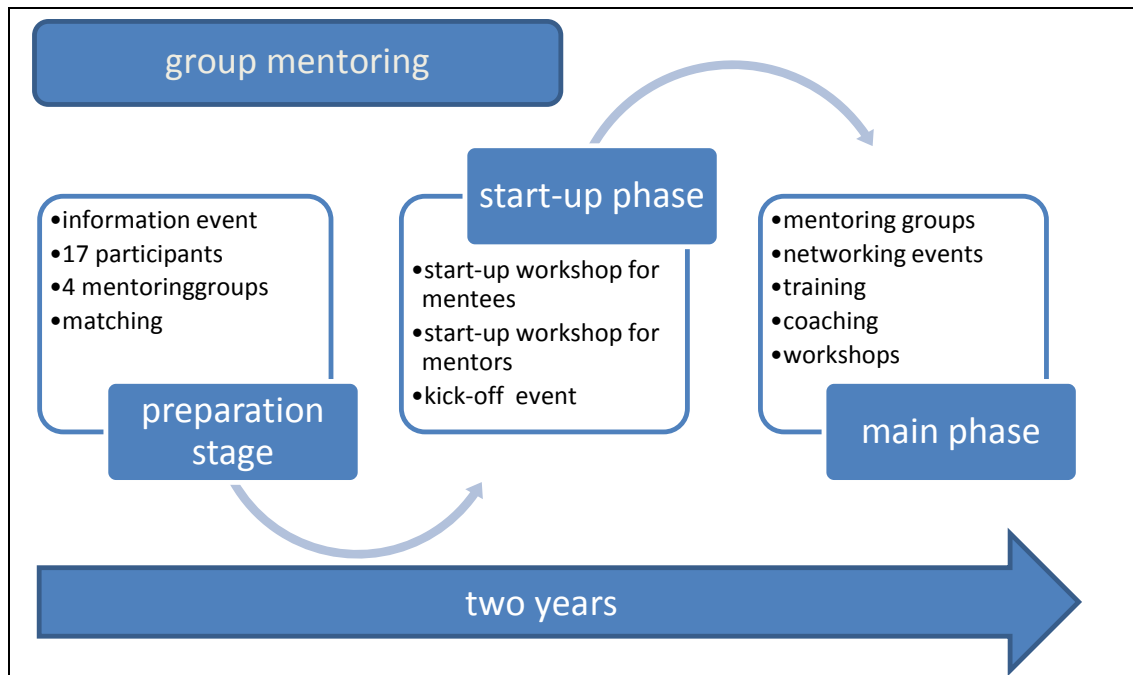 group mentoring
•information event
•17 participants
•4 mentoringgroups
•matching
preparation
stage
start-up phase
•start-up workshop for
mentees
•start-up workshop for
mentors
•kick-off event
•mentoring groups
•networking events
•training
•coaching
•workshops
main phase
two years